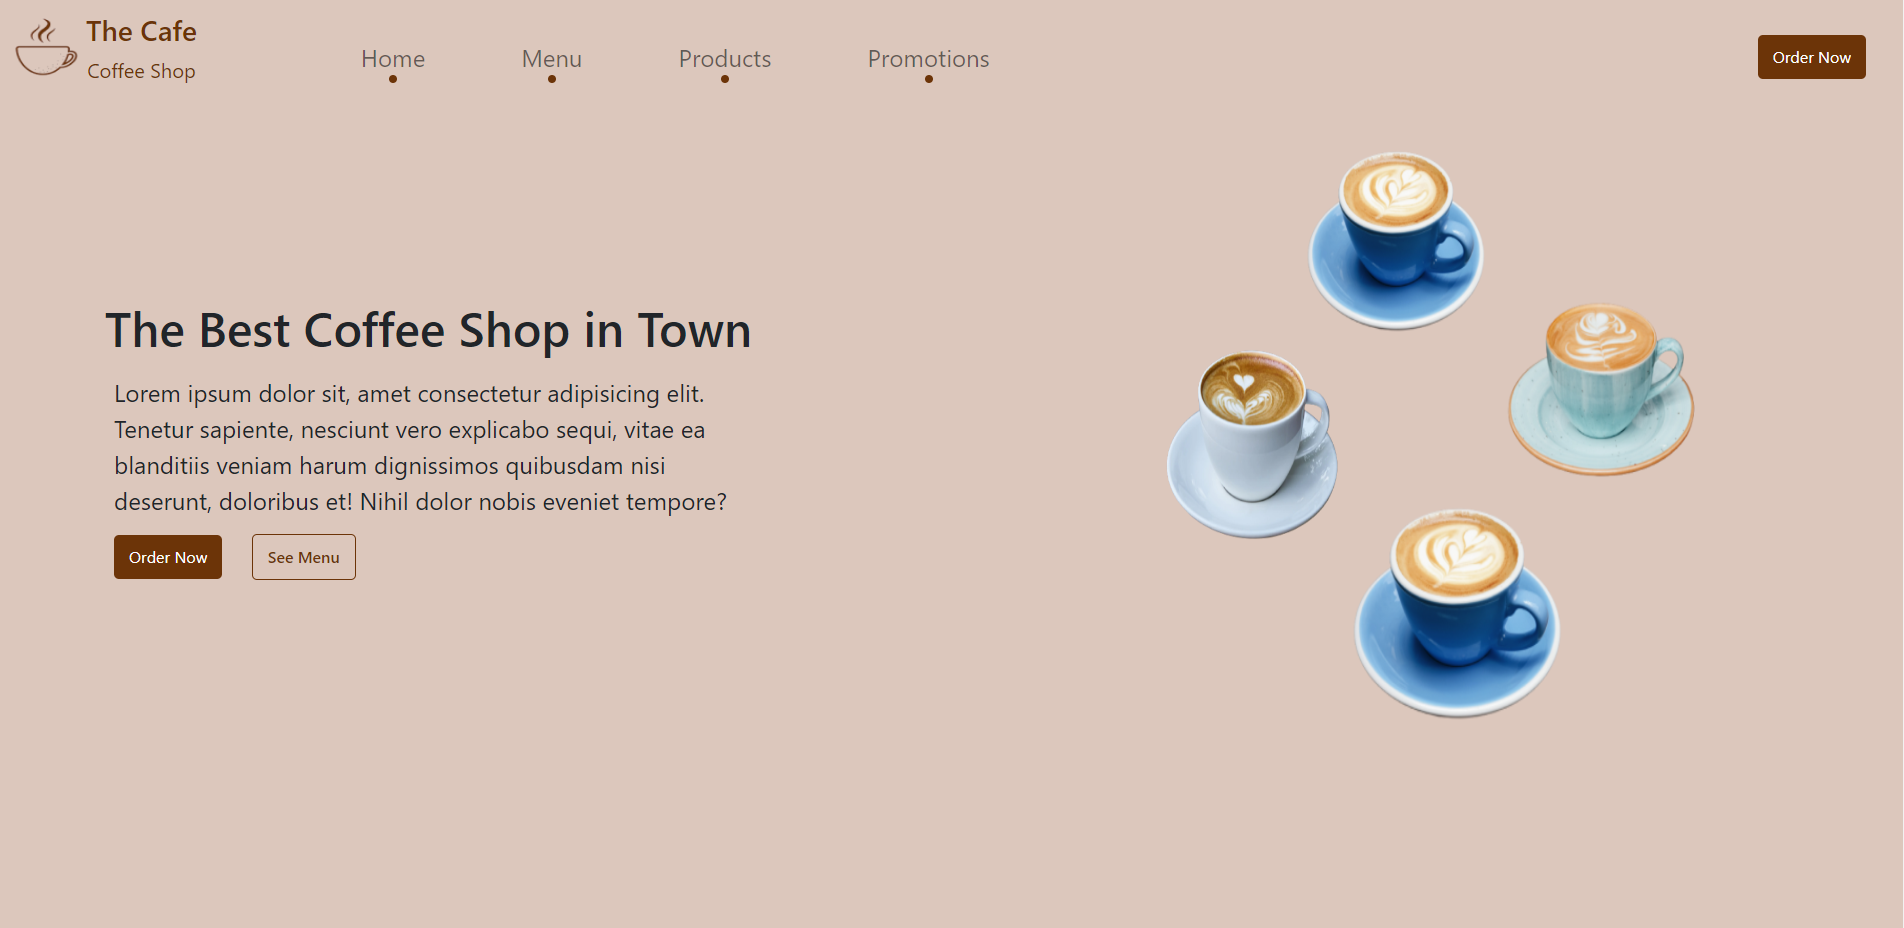 The Cafe
Coffee Shop
Home
Menu
Products
Promotions
Order Now
The Best Coffee Shop in Town
Lorem ipsum dolor sit, amet consectetur adipisicing elit.
Tenetur sapiente, nesciunt vero explicabo sequi, vitae ea
blanditiis veniam harum dignissimos quibusdam nisi
deserunt, doloribus et! Nihil dolor nobis eveniet tempore?
Order Now
See Menu